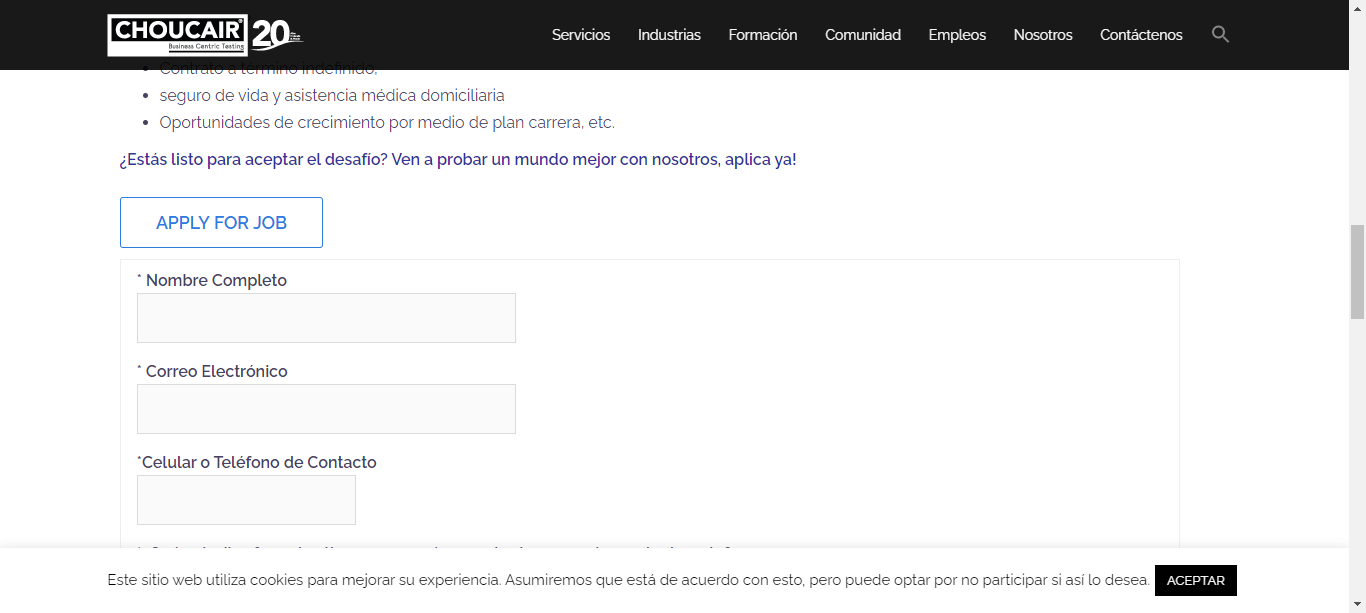 CHOUCAIR®
Business Centric Testing
20
Servicios
Industrias
Formación
Comunidad
Empleos
Nosotros
Contáctenos
Contrato a término indefinido,
seguro de vida y asistencia médica domiciliaria
Oportunidades de crecimiento por medio de plan carrera, etc.
¿Estás listo para aceptar el desafío? Ven a probar un mundo mejor con nosotros, aplica ya!
APPLY FOR JOB
* Nombre Completo
* Correo Electrónico
*Celular o Teléfono de Contacto
Este sitio web utiliza cookies para mejorar su experiencia. Asumiremos que está de acuerdo con esto, pero puede optar por no participar si así lo desea.
ACEPTAR